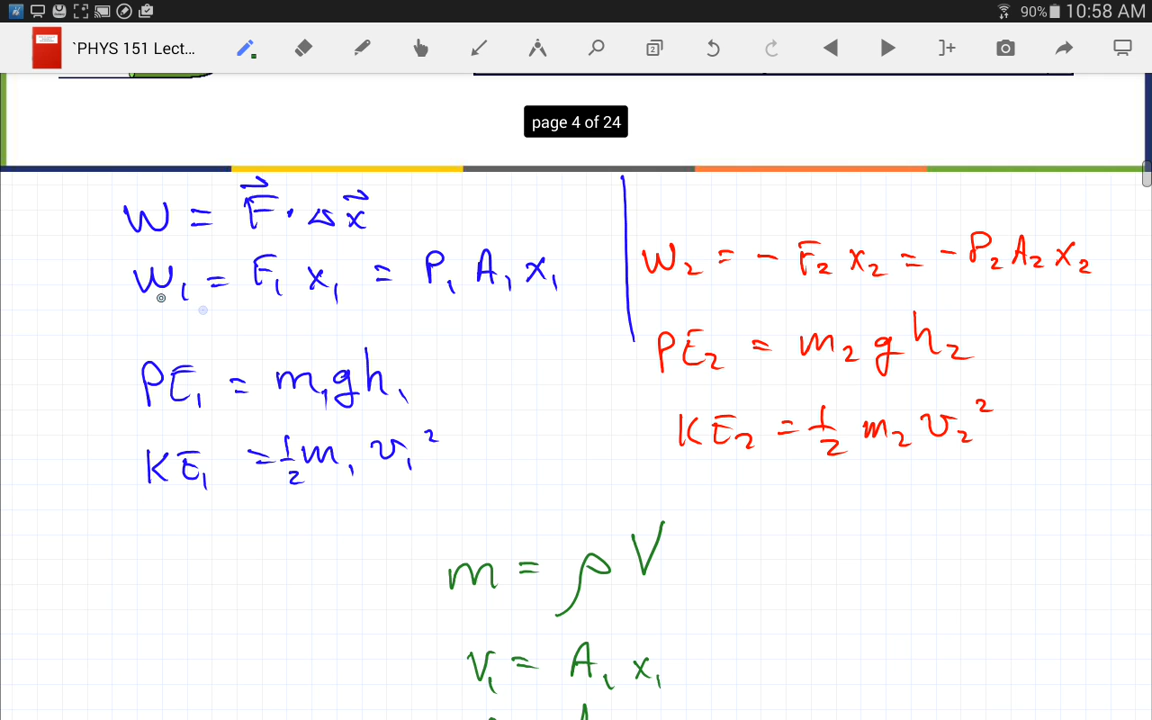 90% 10:58 AM
`PHYS 151 Lect...
page 4 of 24
W = F⃗ · Δx⃗
W₁ = F₁ x₁ = P₁ A₁ x₁
PE₁ = m₁gh₁
KE₁ = ½ m₁ v₁²
W₂ = - F₂ x₂ = - P₂ A₂ x₂
PE₂ = m₂ g h₂
KE₂ = ½ m₂ v₂²
m = ρ V
V₁ = A₁ x₁